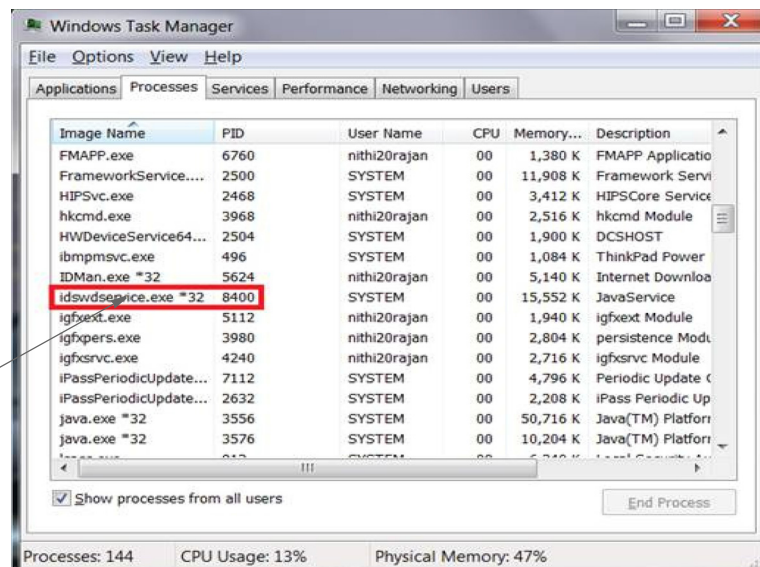 Windows Task Manager
File Options View Help
Applications Processes Services Performance Networking Users
Image Name PID User Name CPU Memory... Description
FMAPP.exe 6760 nithi20rajan 00 1,380 K FMAPP Applicatio
FrameworkService.... 2500 SYSTEM 00 11,908 K Framework Servi
HIPSvc.exe 2468 SYSTEM 00 3,412 K HIPSCore Service
hkcmd.exe 3968 nithi20rajan 00 2,516 K hkcmd Module
HWDeviceService64... 2504 SYSTEM 00 1,900 K DCSHOST
ibmpmsvc.exe 496 SYSTEM 00 1,084 K ThinkPad Power
IDMan.exe *32 5624 nithi20rajan 00 5,140 K Internet Downloa
idswdservice.exe *32 8400 SYSTEM 00 15,552 K JavaService
igfxext.exe 5112 nithi20rajan 00 1,940 K igfxext Module
igfxpers.exe 3980 nithi20rajan 00 2,804 K persistence Modu
igfxsrvc.exe 4240 nithi20rajan 00 2,716 K igfxsrvc Module
iPassPeriodicUpdate... 7112 SYSTEM 00 4,796 K Periodic Update
iPassPeriodicUpdate... 2632 SYSTEM 00 2,208 K iPass Periodic Up
java.exe *32 3556 SYSTEM 00 50,716 K Java(TM) Platforr
java.exe *32 3576 SYSTEM 00 10,204 K Java(TM) Platforr
Show processes from all users
End Process
Processes: 144 CPU Usage: 13% Physical Memory: 47%